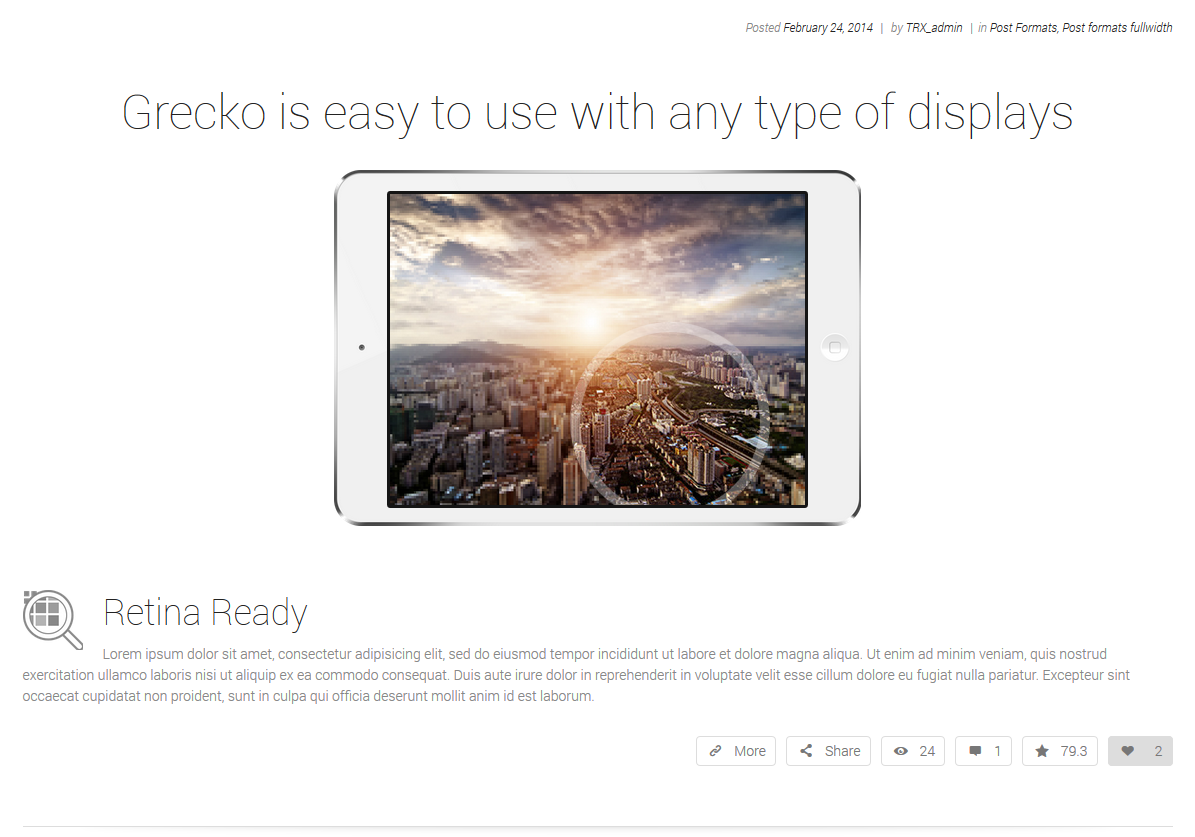 Posted February 24, 2014 | by TRX_admin | in Post Formats, Post formats fullwidth
Grecko is easy to use with any type of displays
Retina Ready
Lorem ipsum dolor sit amet, consectetur adipisicing elit, sed do eiusmod tempor incididunt ut labore et dolore magna aliqua. Ut enim ad minim veniam, quis nostrud
exercitation ullamco laboris nisi ut aliquip ex ea commodo consequat. Duis aute irure dolor in reprehenderit in voluptate velit esse cillum dolore eu fugiat nulla pariatur. Excepteur sint
occaecat cupidatat non proident, sunt in culpa qui officia deserunt mollit anim id est laborum.
More Share 24 1 79.3 2